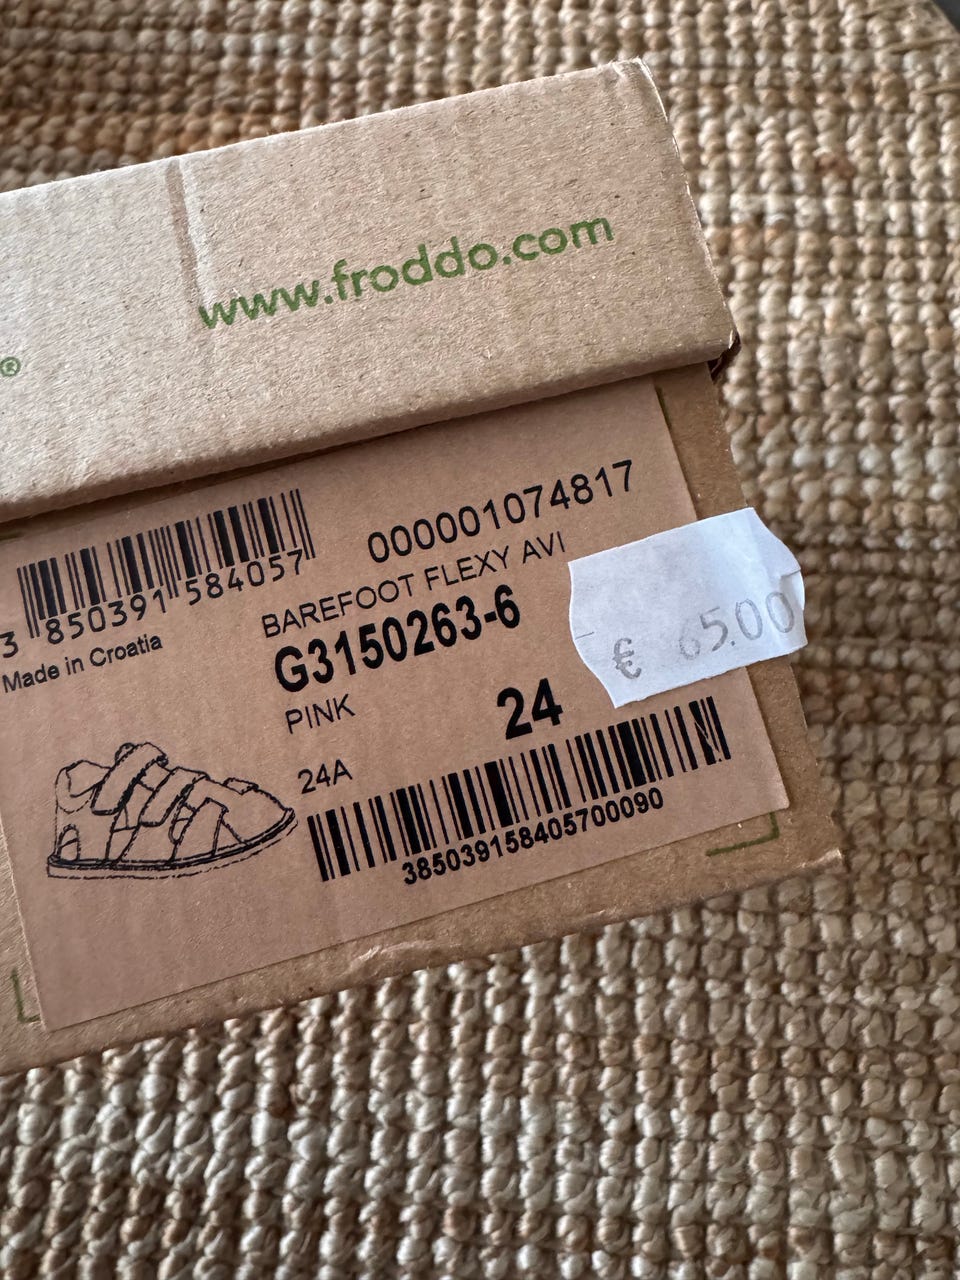 www.froddo.com
®
000001074817
3 850391 584057
BAREFOOT FLEXY AVI
Made in Croatia
G3150263-6
€ 65.00
PINK
24
24A
385039158405700090